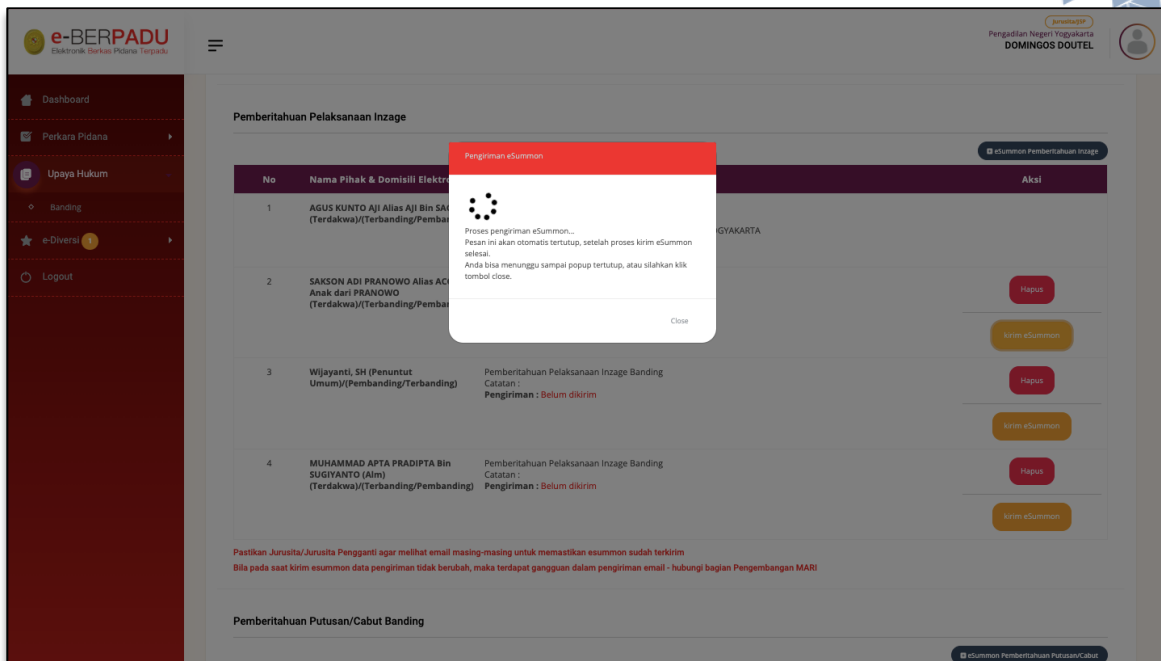 e-BERPADU
Elektronik Berkas Pidana Terpadu
Jurusita/JSP
Pengadilan Negeri Yogyakarta
DOMINGOS DOUTEL
Dashboard
Perkara Pidana
Upaya Hukum
Banding
e-Diversi 1
Logout
Pemberitahuan Pelaksanaan Inzage
eSummon Pemberitahuan Inzage
No Nama Pihak & Domisili Aksi
1 AGUS KUNTO AJI Alias AJI Bin
(Terdakwa)/(Terbanding/
GYAKARTA
2 SAKSON ADI PRANOWO Alias
Anak dari PRANOWO
(Terdakwa)/(Terbanding/
Hapus
kirim eSummon
3 Wijayanti, SH (Penuntut
Umum)/(Pembanding/Terbanding)
Pemberitahuan Pelaksanaan Inzage Banding
Catatan :
Pengiriman : Belum dikirim
Hapus
kirim eSummon
4 MUHAMMAD APTA PRADIPTA Bin
SUGIYANTO (Alm)
(Terdakwa)/(Terbanding/Pembanding)
Pemberitahuan Pelaksanaan Inzage Banding
Catatan :
Pengiriman : Belum dikirim
Hapus
kirim eSummon
Pengiriman eSummon
Proses pengiriman eSummon...
Pesan ini akan otomatis tertutup, setelah proses kirim eSummon
selesai.
Anda bisa menunggu sampai popup tertutup, atau silahkan klik
tombol close.
Close
Pastikan Jurusita/Jurusita Pengganti agar melihat email masing-masing untuk memastikan esummon sudah terkirim
Bila pada saat kirim esummon data pengiriman tidak berubah, maka terdapat gangguan dalam pengiriman email - hubungi bagian Pengembangan MARI
Pemberitahuan Putusan/Cabut Banding
eSummon Pemberitahuan Putusan/Cabut